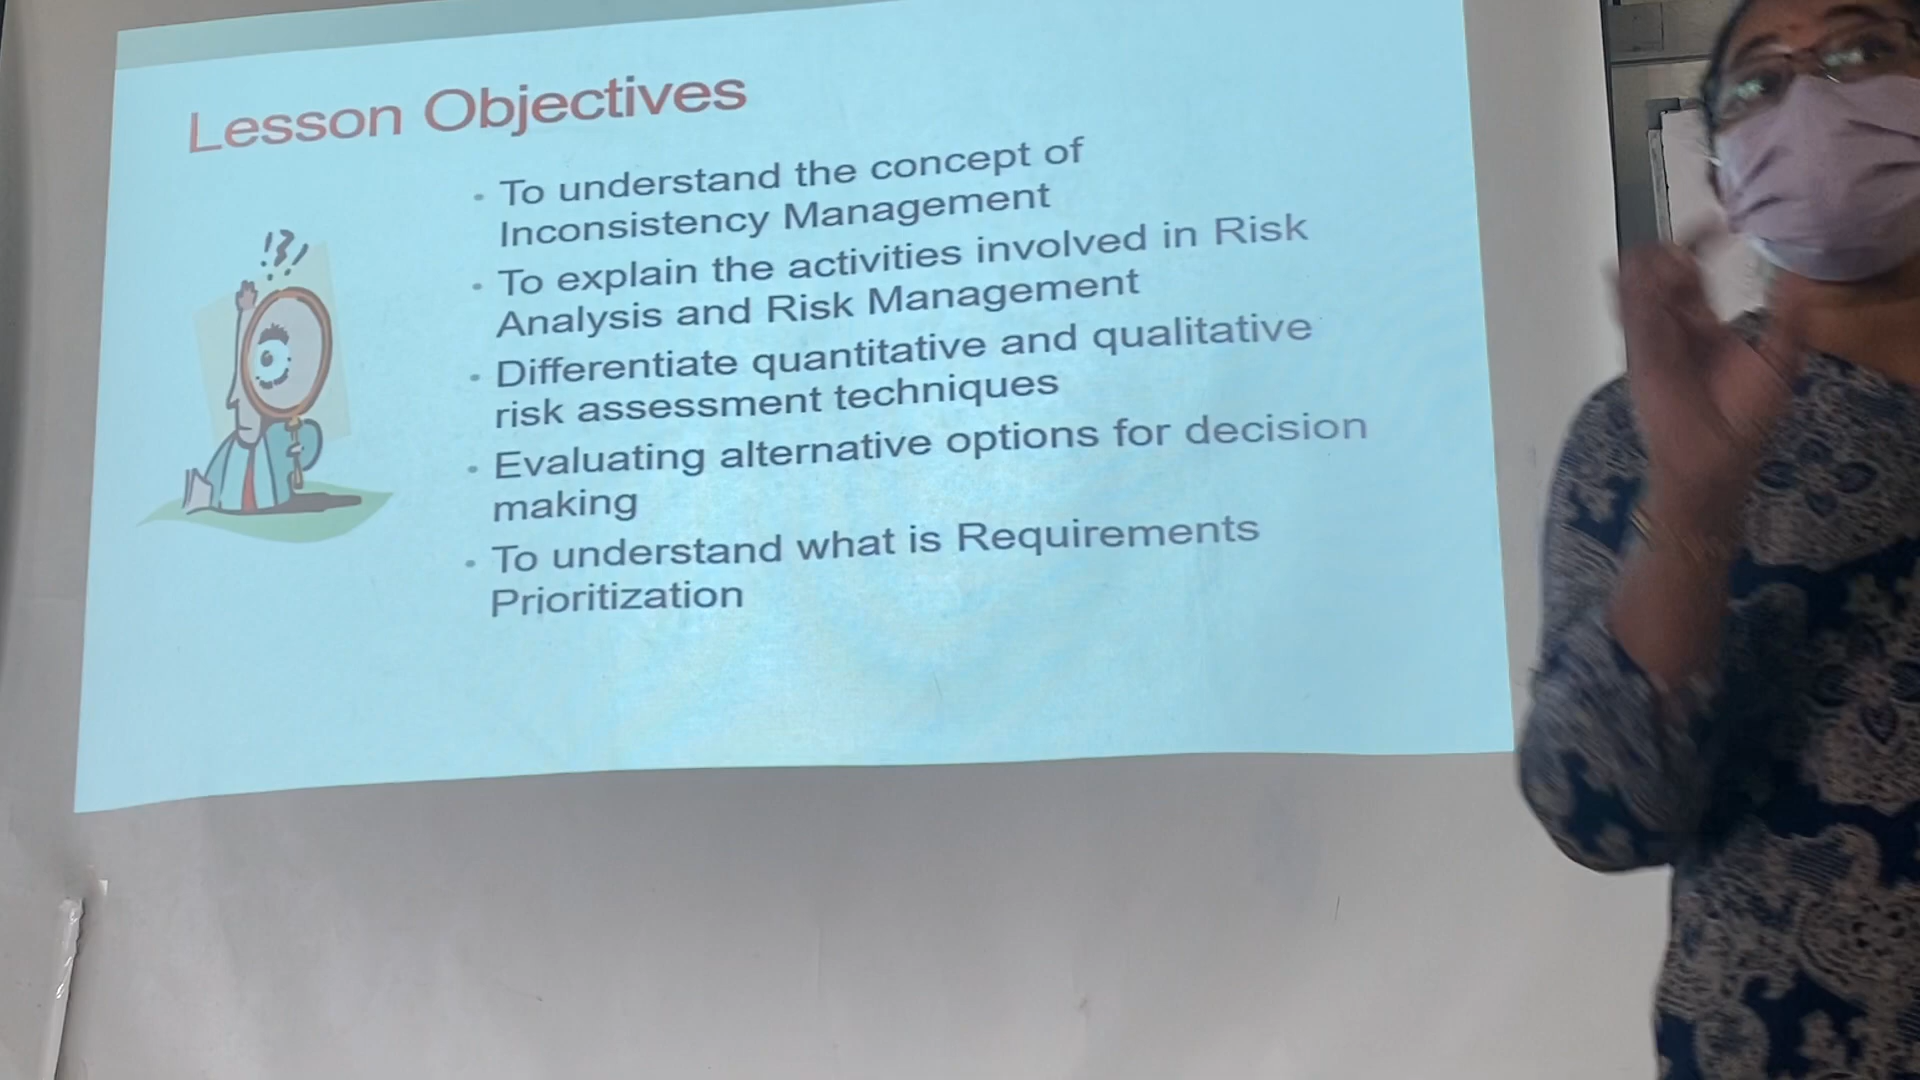 Lesson Objectives
!?!
• To understand the concept of
Inconsistency Management
• To explain the activities involved in Risk
Analysis and Risk Management
• Differentiate quantitative and qualitative
risk assessment techniques
• Evaluating alternative options for decision
making
• To understand what is Requirements
Prioritization